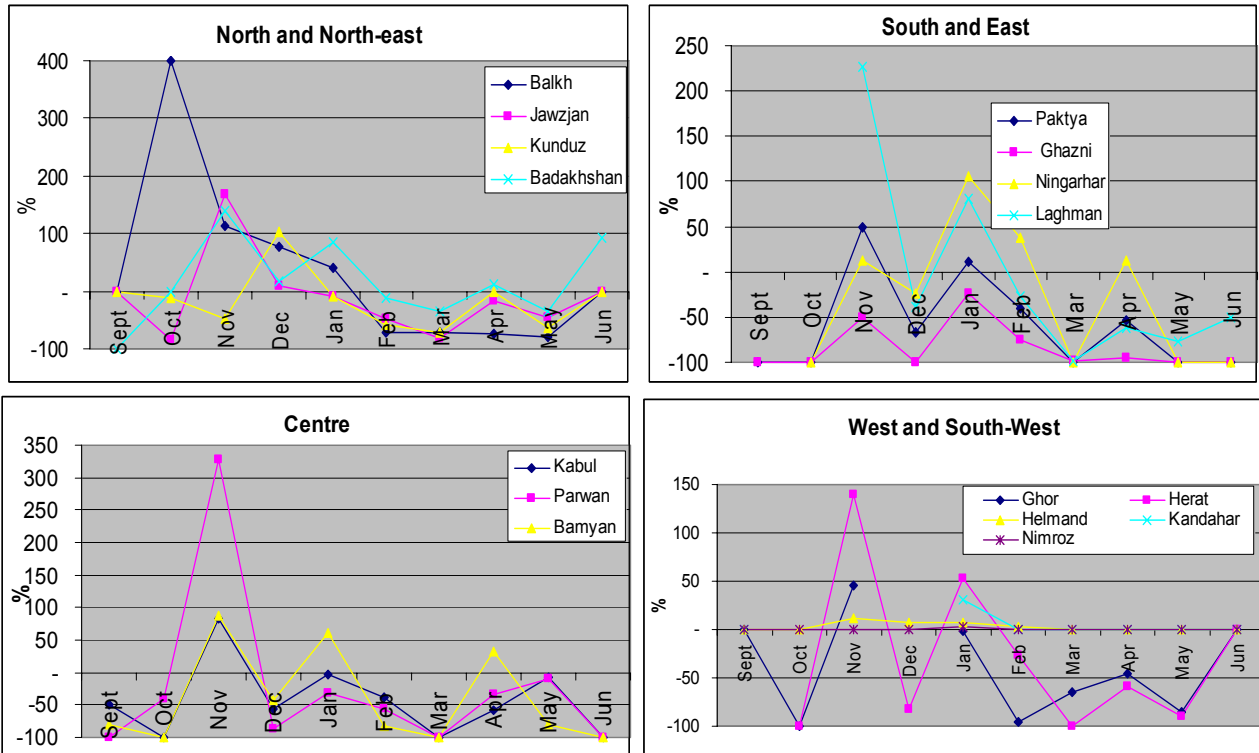 North and North-east
400
300
200
100
-
-100
%
Balkh
Jawzjan
Kunduz
Badakhshan
Sept
Oct
Nov
Dec
Jan
Feb
Mar
Apr
May
Jun
South and East
250
200
150
100
50
-
-50
-100
%
Paktya
Ghazni
Ningarhar
Laghman
Sept
Oct
Nov
Dec
Jan
Feb
Mar
Apr
May
Jun
Centre
350
300
250
200
150
100
50
-
-50
-100
%
Kabul
Parwan
Bamyan
Sept
Oct
Nov
Dec
Jan
Feb
Mar
Apr
May
Jun
West and South-West
150
100
50
-
-50
-100
%
Ghor Herat
Helmand Kandahar
Nimroz
Sept
Oct
Nov
Dec
Jan
Feb
Mar
Apr
May
Jun